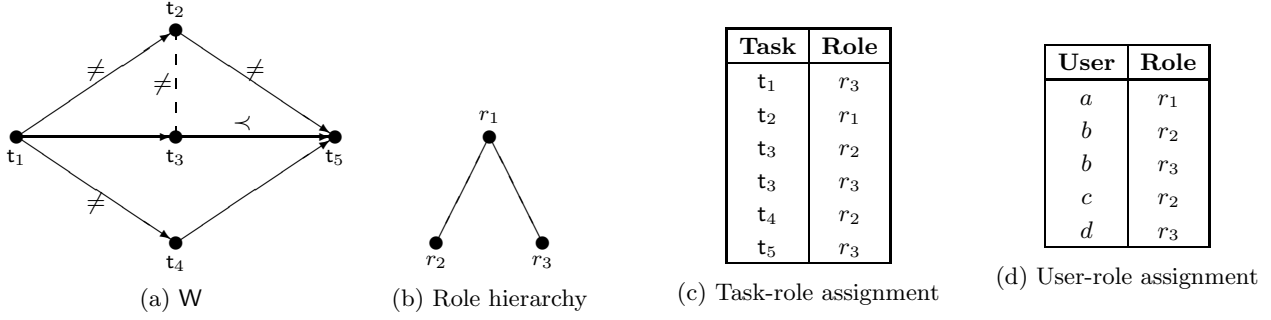 t2
≠ ≠ ≠
≺
t1 t3 t5
≠
t4
(a) W
r1
r2 r3
(b) Role hierarchy
Task Role
t1 r3
t2 r1
t3 r2
t3 r3
t4 r2
t5 r3
(c) Task-role assignment
User Role
a r1
b r2
b r3
c r2
d r3
(d) User-role assignment